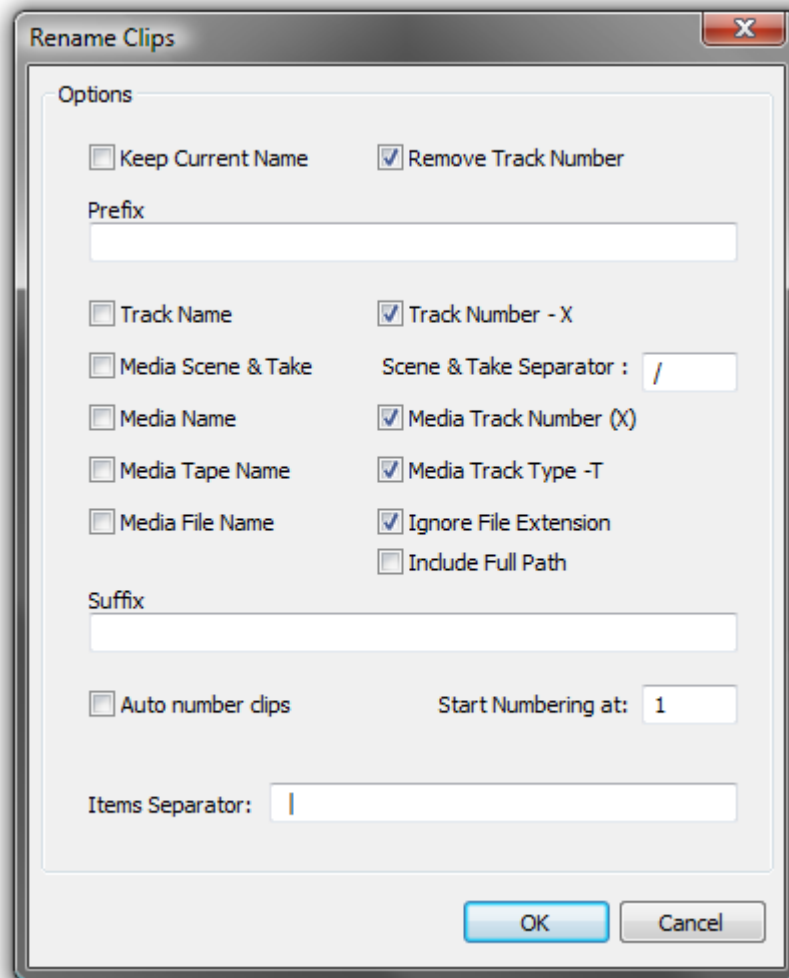 Rename Clips
Options
Keep Current Name Remove Track Number
Prefix
Track Name Track Number - X
Media Scene & Take Scene & Take Separator : /
Media Name Media Track Number (X)
Media Tape Name Media Track Type -T
Media File Name Ignore File Extension
Include Full Path
Suffix
Auto number clips Start Numbering at: 1
Items Separator:
OK Cancel